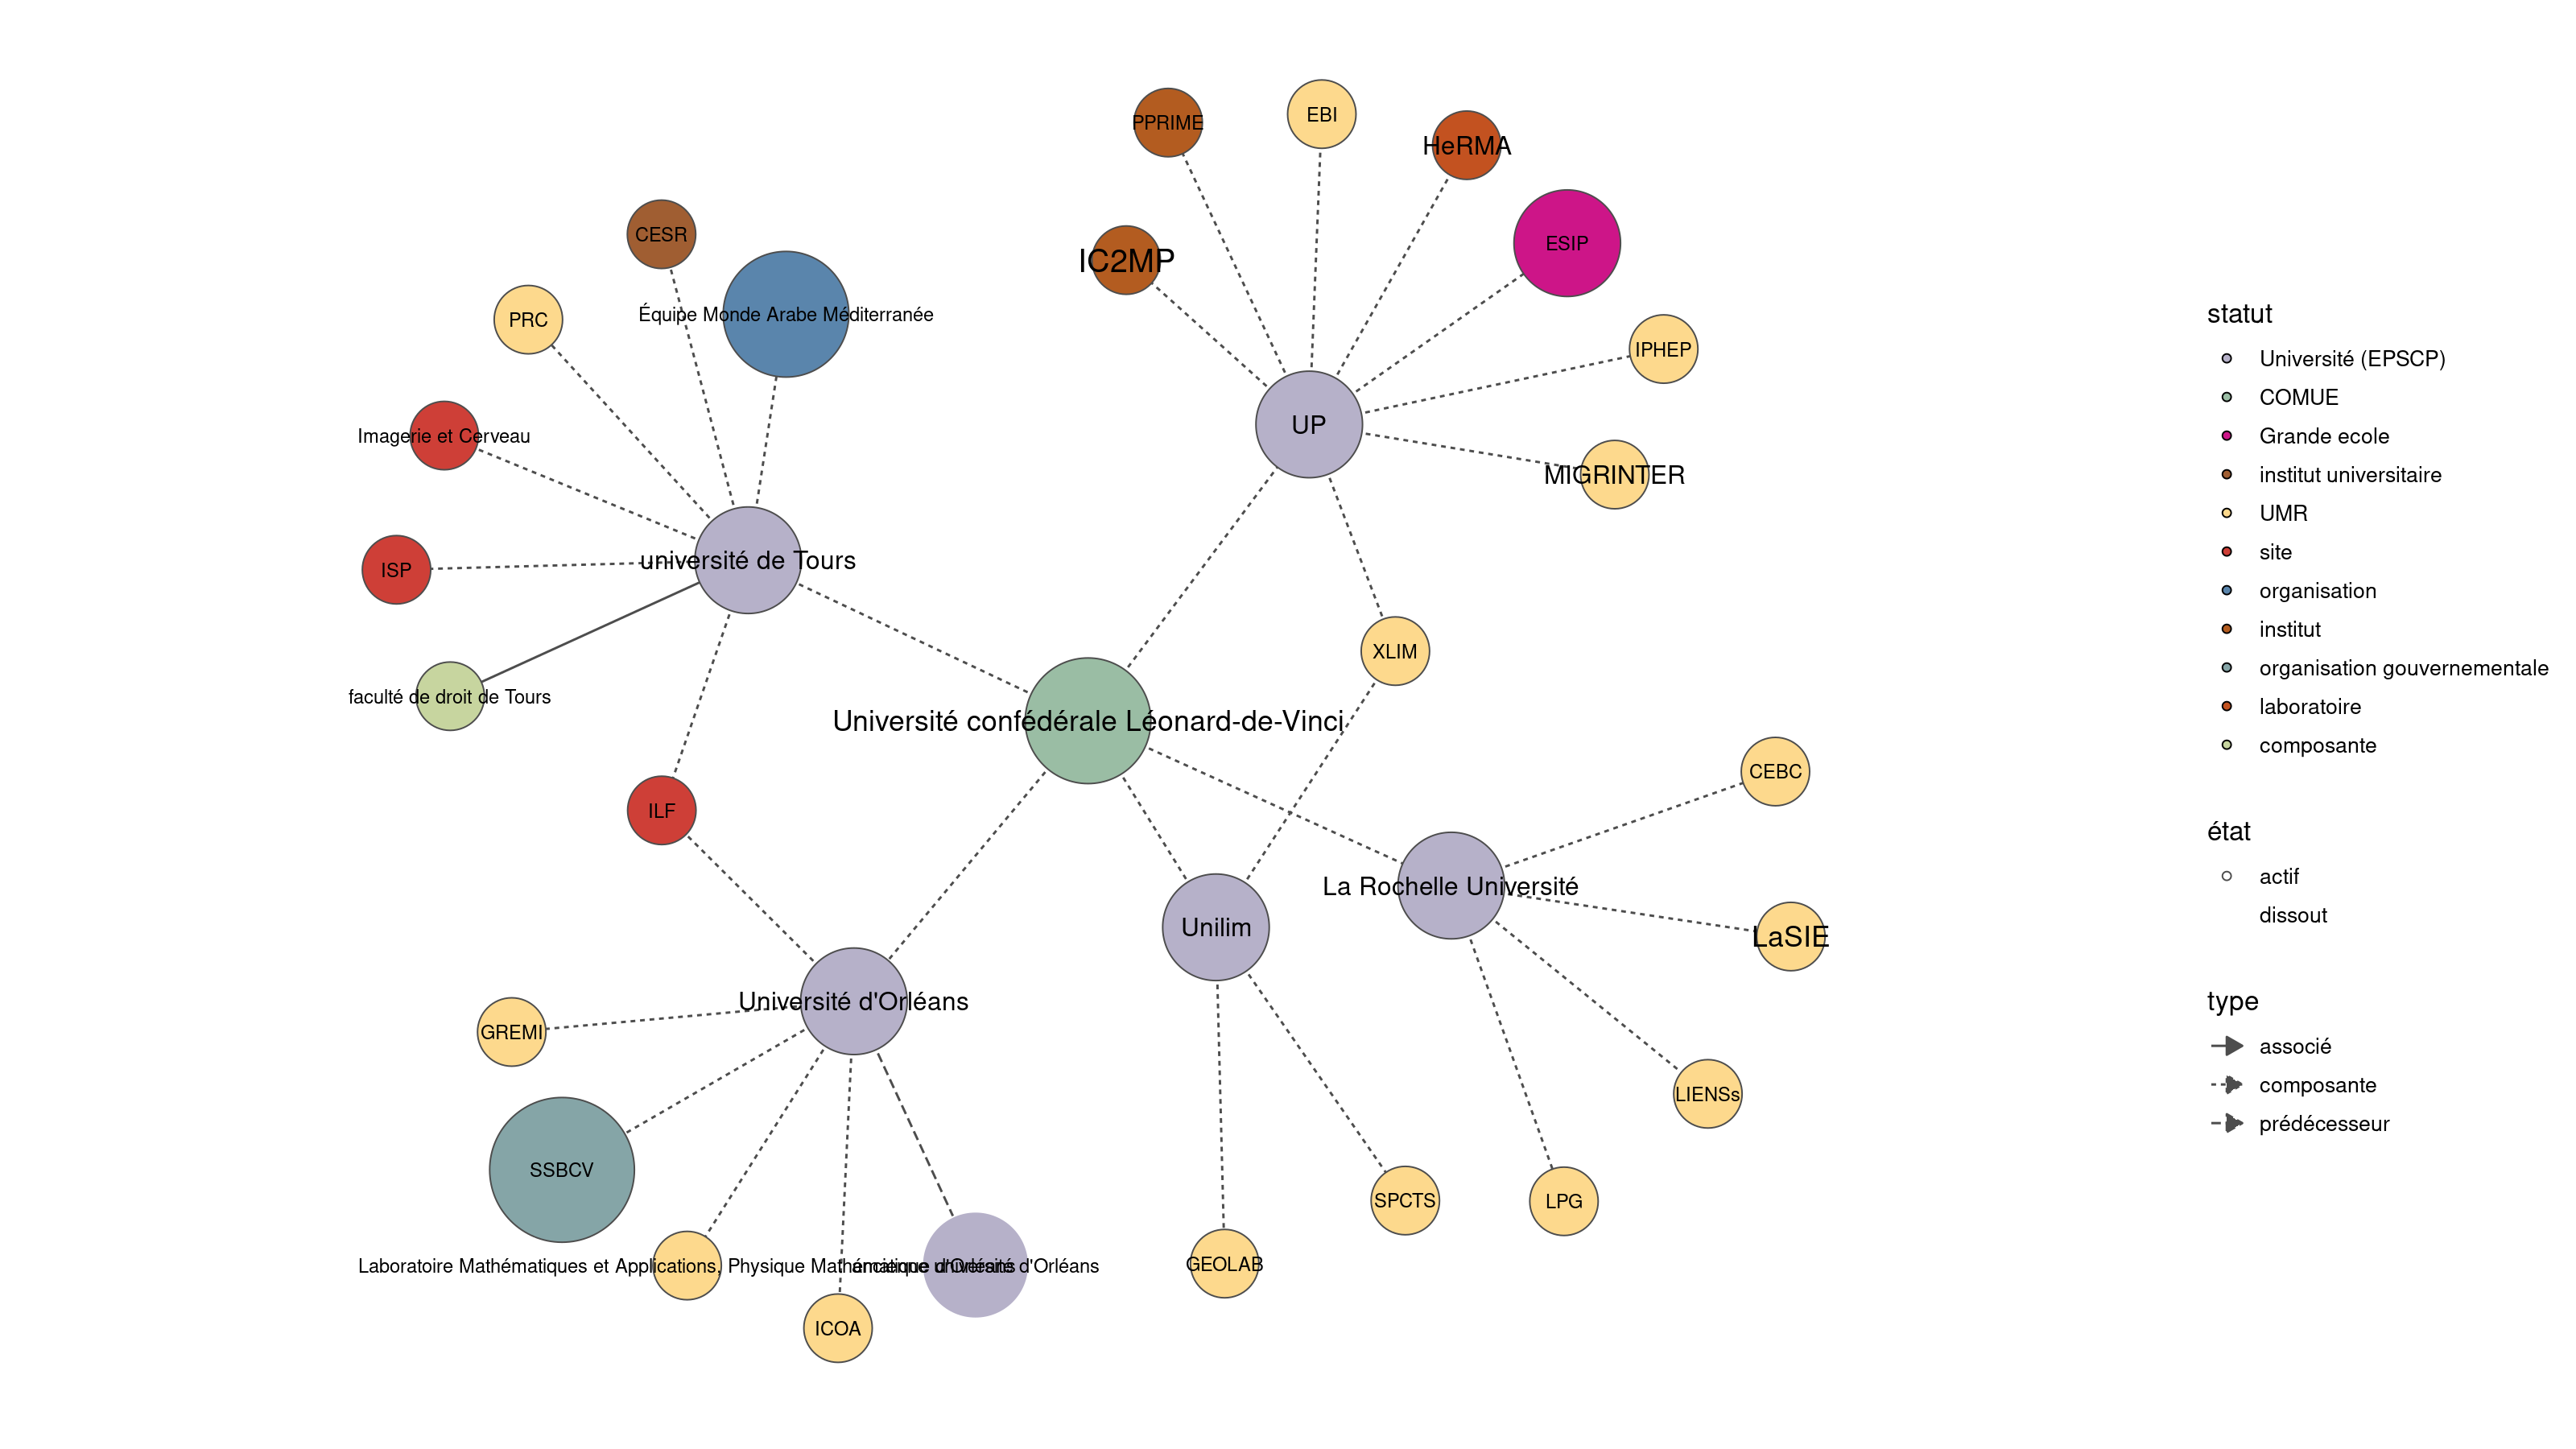 EBI
PPRIME
HeRMA
CESR
ESIP
IC2MP
Équipe Monde Arabe Méditerranée
PRC
IPHEP
UP
Imagerie et Cerveau
MIGRINTER
université de Tours
ISP
XLIM
faculté de droit de Tours
Université confédérale Léonard-de-Vinci
CEBC
ILF
La Rochelle Université
Unilim
LaSIE
Université d'Orléans
GREMI
LIENSs
SSBCV
SPCTS
LPG
GEOLAB
Laboratoire Mathématiques et Applications, Physique Mathématique d'Orléans
ancienne université d'Orléans
ICOA
statut
Université (EPSCP)
COMUE
Grande ecole
institut universitaire
UMR
site
organisation
institut
organisation gouvernementale
laboratoire
composante
état
actif
dissout
type
associé
composante
prédécesseur